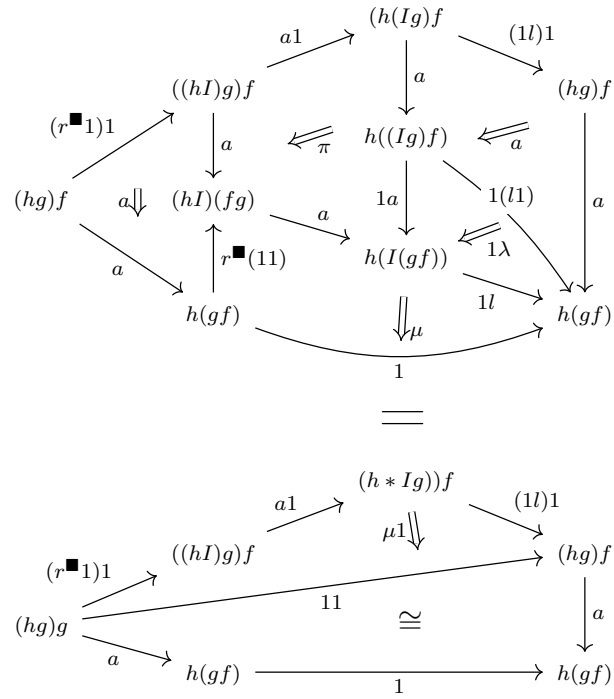 (h(Ig)f
a1
(1l)1
((hI)g)f
a
(hg)f
(r■1)1
a
π
h((Ig)f)
a
(hg)f
a
(hI)(fg)
a
1a
1(l1)
a
a
r■(11)
h(I(gf))
1λ
h(gf)
μ
1l
h(gf)
1
(h * Ig))f
a1
(1l)1
((hI)g)f
μ1
(hg)f
(r■1)1
11
(hg)g
≅
a
a
h(gf)
1
h(gf)